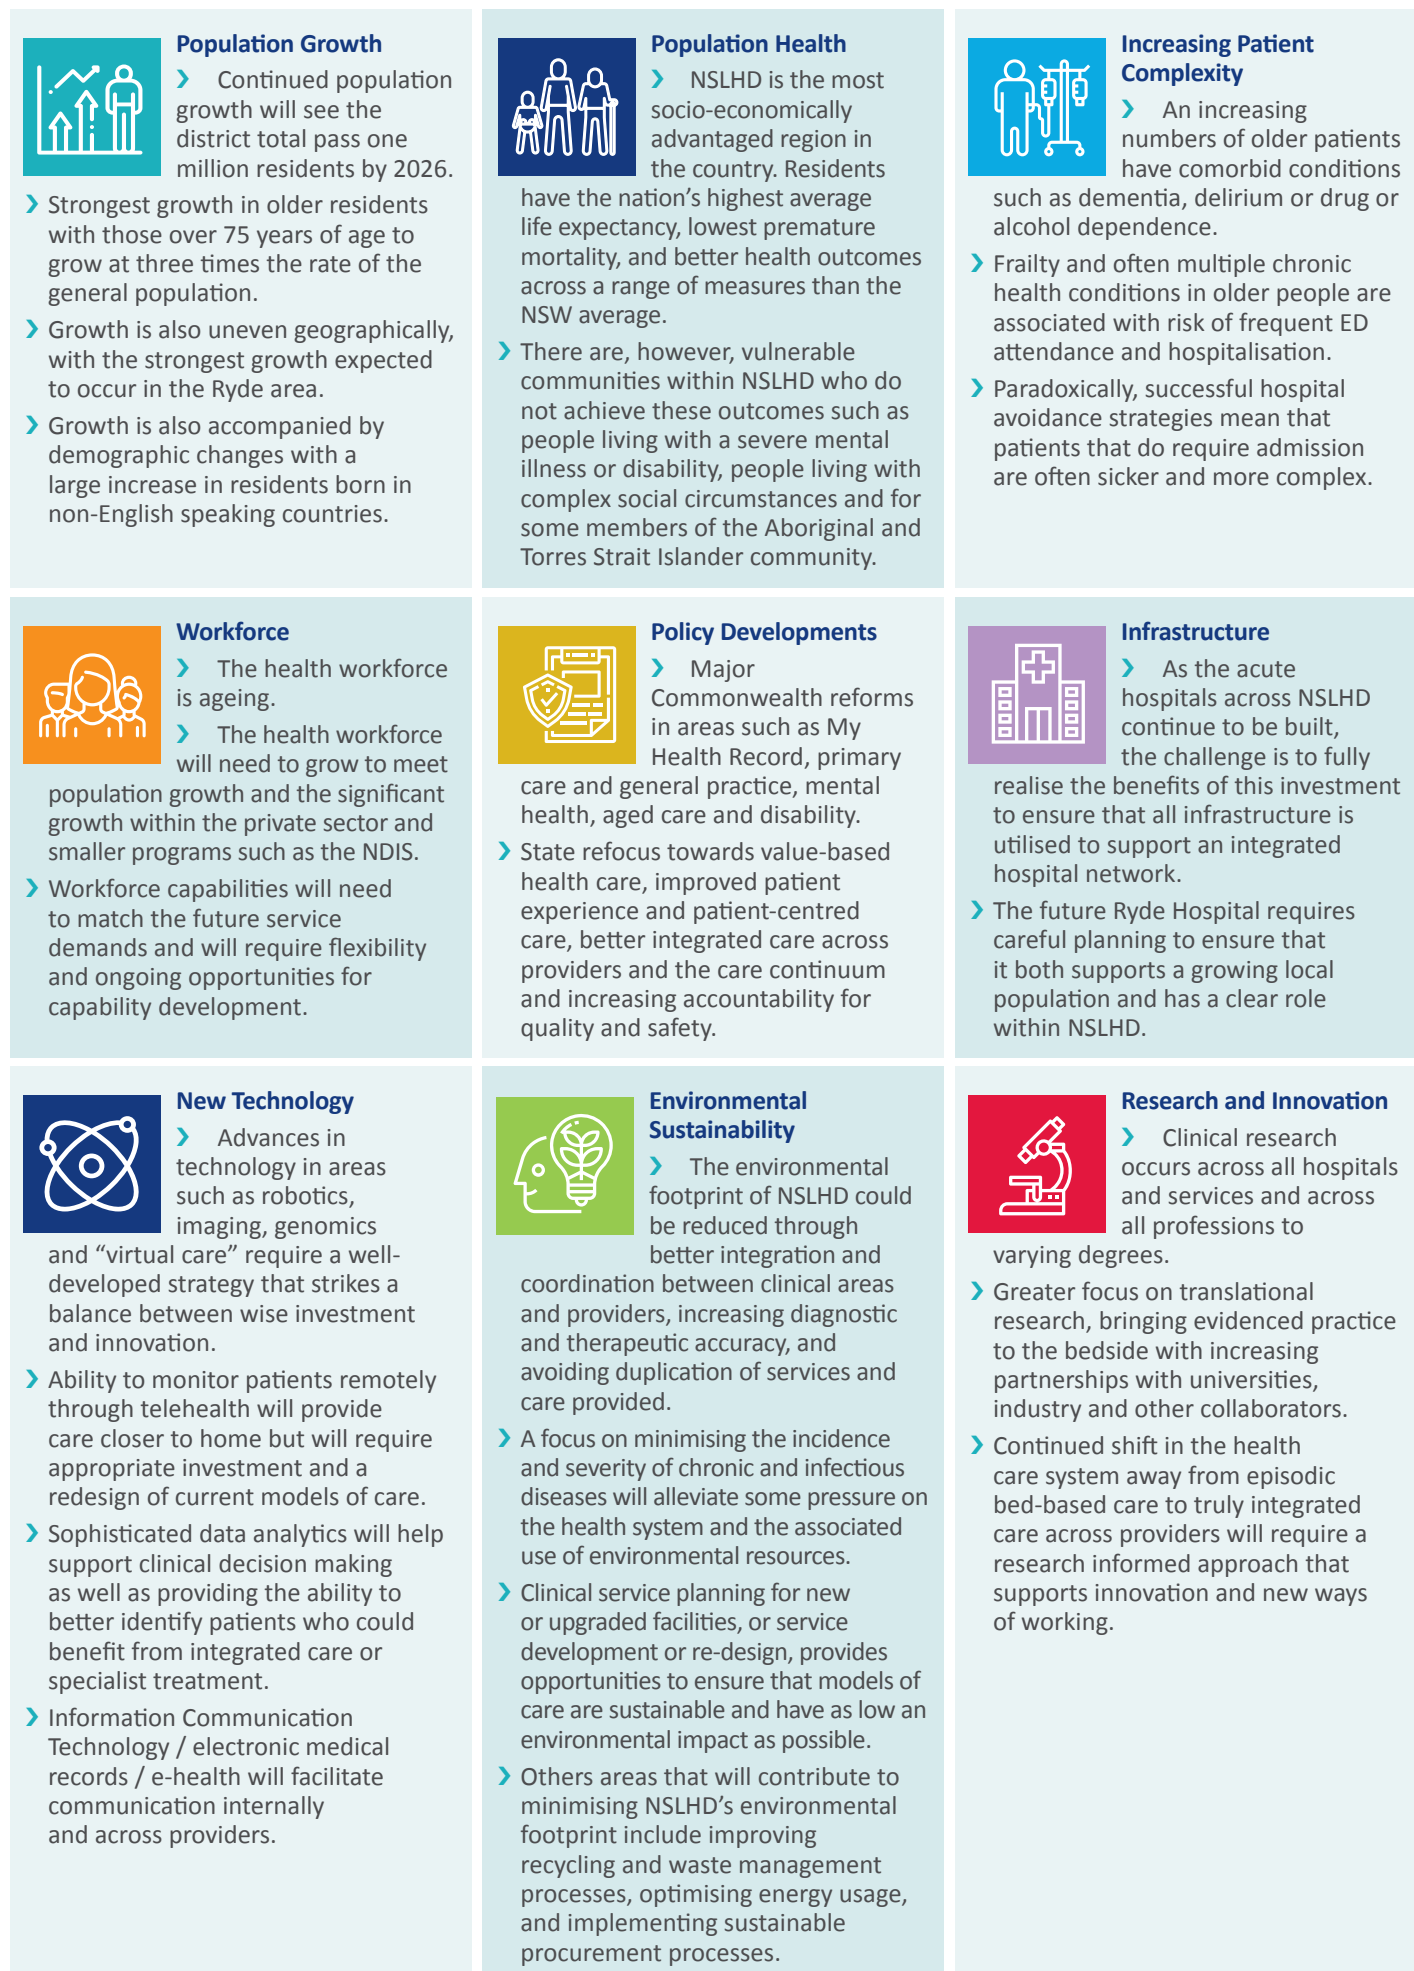 Population Growth
› Continued population
growth will see the
district total pass one
million residents by 2026.
› Strongest growth in older residents
with those over 75 years of age to
grow at three times the rate of the
general population.
› Growth is also uneven geographically,
with the strongest growth expected
to occur in the Ryde area.
› Growth is also accompanied by
demographic changes with a
large increase in residents born in
non-English speaking countries.
Population Health
› NSLHD is the most
socio-economically
advantaged region in
the country. Residents
have the nation’s highest average
life expectancy, lowest premature
mortality, and better health outcomes
across a range of measures than the
NSW average.
› There are, however, vulnerable
communities within NSLHD who do
not achieve these outcomes such as
people living with a severe mental
illness or disability, people living with
complex social circumstances and for
some members of the Aboriginal and
Torres Strait Islander community.
Increasing Patient
Complexity
› An increasing
numbers of older patients
have comorbid conditions
such as dementia, delirium or drug or
alcohol dependence.
› Frailty and often multiple chronic
health conditions in older people are
associated with risk of frequent ED
attendance and hospitalisation.
› Paradoxically, successful hospital
avoidance strategies mean that
patients that do require admission
are often sicker and more complex.
Workforce
› The health workforce
is ageing.
› The health workforce
will need to grow to meet
population growth and the significant
growth within the private sector and
smaller programs such as the NDIS.
› Workforce capabilities will need
to match the future service
demands and will require flexibility
and ongoing opportunities for
capability development.
Policy Developments
› Major
Commonwealth reforms
in areas such as My
Health Record, primary
care and general practice, mental
health, aged care and disability.
› State refocus towards value-based
health care, improved patient
experience and patient-centred
care, better integrated care across
providers and the care continuum
and increasing accountability for
quality and safety.
Infrastructure
› As the acute
hospitals across NSLHD
continue to be built,
the challenge is to fully
realise the benefits of this investment
to ensure that all infrastructure is
utilised to support an integrated
hospital network.
› The future Ryde Hospital requires
careful planning to ensure that
it both supports a growing local
population and has a clear role
within NSLHD.
New Technology
› Advances in
technology in areas
such as robotics,
imaging, genomics
and “virtual care” require a well-
developed strategy that strikes a
balance between wise investment
and innovation.
› Ability to monitor patients remotely
through telehealth will provide
care closer to home but will require
appropriate investment and a
redesign of current models of care.
› Sophisticated data analytics will help
support clinical decision making
as well as providing the ability to
better identify patients who could
benefit from integrated care or
specialist treatment.
› Information Communication
Technology / electronic medical
records / e-health will facilitate
communication internally
and across providers.
Environmental
Sustainability
› The environmental
footprint of NSLHD could
be reduced through
better integration and
coordination between clinical areas
and providers, increasing diagnostic
and therapeutic accuracy, and
avoiding duplication of services and
care provided.
› A focus on minimising the incidence
and severity of chronic and infectious
diseases will alleviate some pressure on
the health system and the associated
use of environmental resources.
› Clinical service planning for new
or upgraded facilities, or service
development or re-design, provides
opportunities to ensure that models of
care are sustainable and have as low an
environmental impact as possible.
› Others areas that will contribute to
minimising NSLHD’s environmental
footprint include improving
recycling and waste management
processes, optimising energy usage,
and implementing sustainable
procurement processes.
Research and Innovation
› Clinical research
occurs across all hospitals
and services and across
all professions to
varying degrees.
› Greater focus on translational
research, bringing evidenced practice
to the bedside with increasing
partnerships with universities,
industry and other collaborators.
› Continued shift in the health
care system away from episodic
bed-based care to truly integrated
care across providers will require a
research informed approach that
supports innovation and new ways
of working.